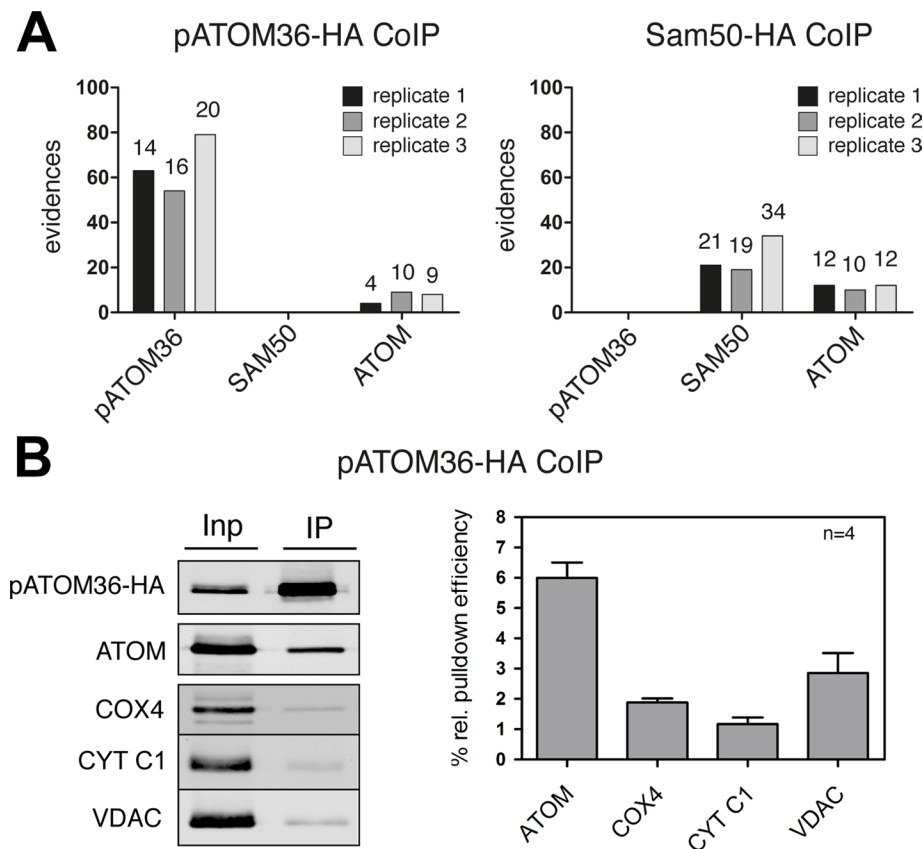 A
pATOM36-HA CoIP
100
80
60
40
20
0
evidences
replicate 1
replicate 2
replicate 3
14
16
20
4
10
9
pATOM36
SAM50
ATOM
Sam50-HA CoIP
100
80
60
40
20
0
evidences
replicate 1
replicate 2
replicate 3
21
19
34
12
10
12
pATOM36
SAM50
ATOM
B
pATOM36-HA CoIP
Inp
IP
pATOM36-HA
ATOM
COX4
CYT C1
VDAC
% rel. pulldown efficiency
8
7
6
5
4
3
2
1
0
n=4
ATOM
COX4
CYT C1
VDAC